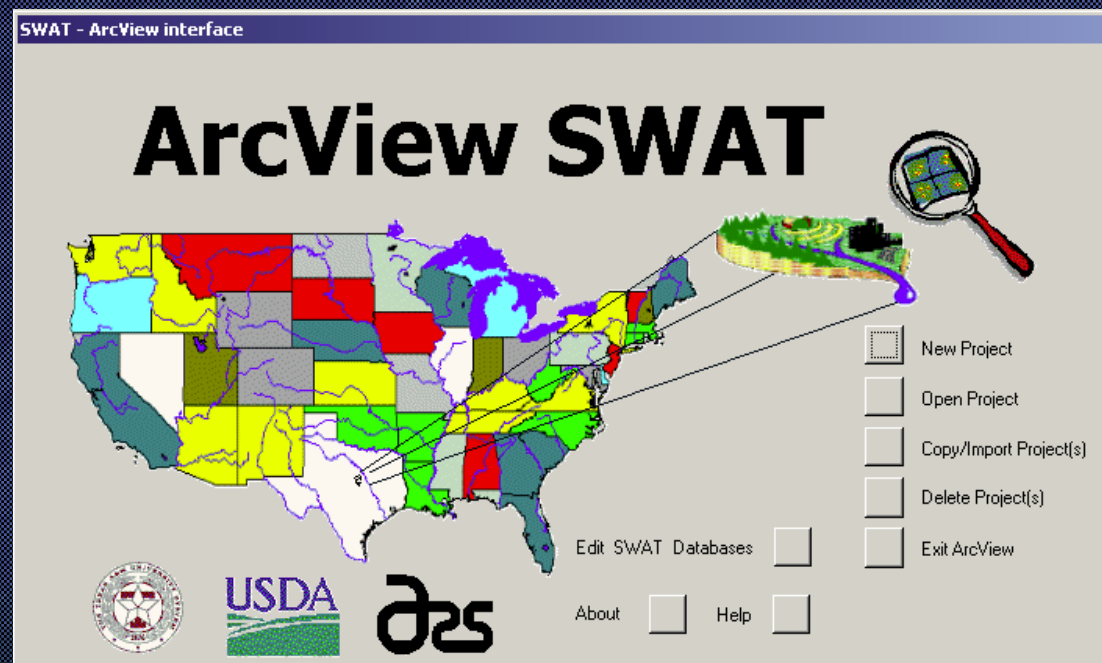 SWAT - ArcView interface
ArcView SWAT
New Project
Open Project
Copy/Import Project(s)
Delete Project(s)
Exit ArcView
Edit SWAT Databases
About
Help
USDA